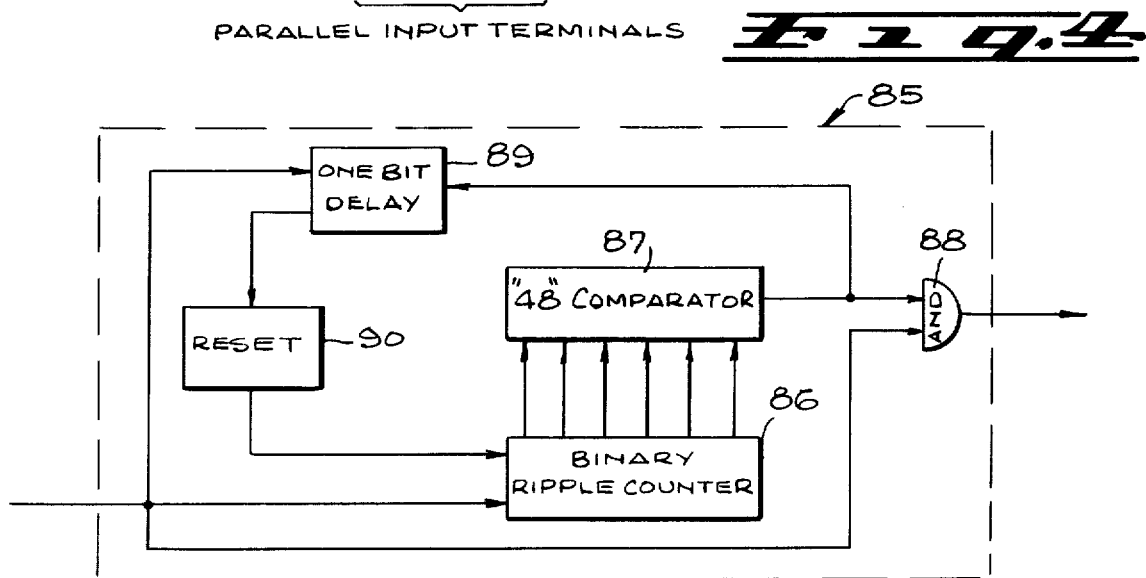 PARALLEL INPUT TERMINALS
Fig. 4.
85
ONE BIT
DELAY
89
88
87
"48" COMPARATOR
AND
RESET
90
86
BINARY
RIPPLE COUNTER